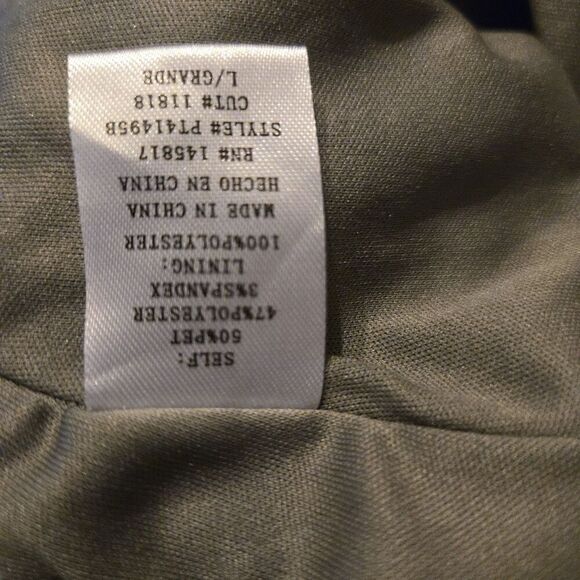 SELF:
50%PET
47%POLYESTER
3%SPANDEX
LINING:
100%POLYESTER
MADE IN CHINA
HECHO EN CHINA
RN# 145817
STYLE# PT41495B
CUT# 11818
L/GRANDE